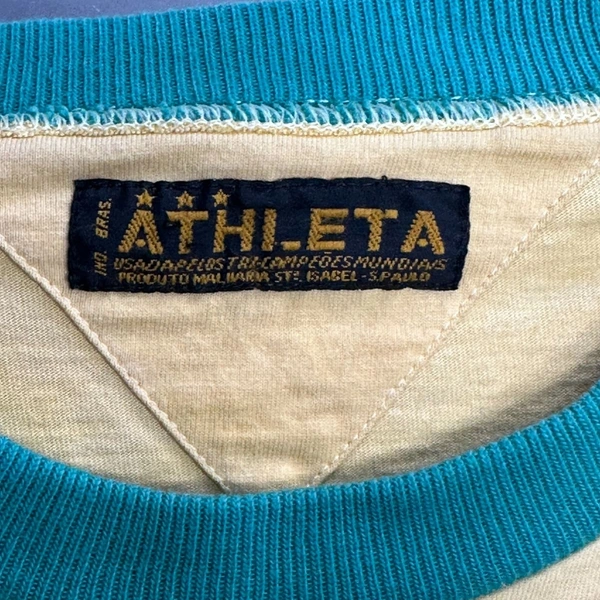 IND. BRAS.
ATHLETA
USADA PELOS TRI-CAMPEÕES MUNDIAIS
PRODUTO MALHARIA STª. ISABEL - S.PAULO